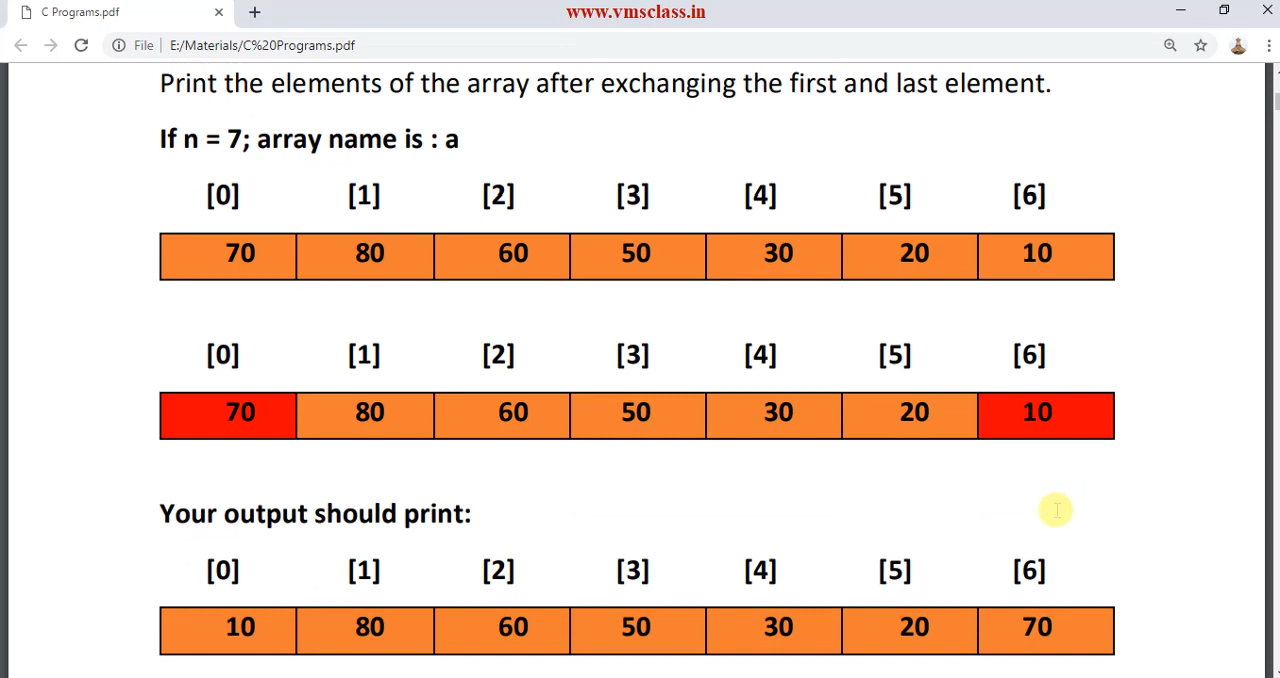 C Programs.pdf
www.vmsclass.in
File
E:/Materials/C%20Programs.pdf
Print the elements of the array after exchanging the first and last element.
If n = 7; array name is : a
[0] [1] [2] [3] [4] [5] [6]
70 80 60 50 30 20 10
[0] [1] [2] [3] [4] [5] [6]
70 80 60 50 30 20 10
Your output should print:
[0] [1] [2] [3] [4] [5] [6]
10 80 60 50 30 20 70